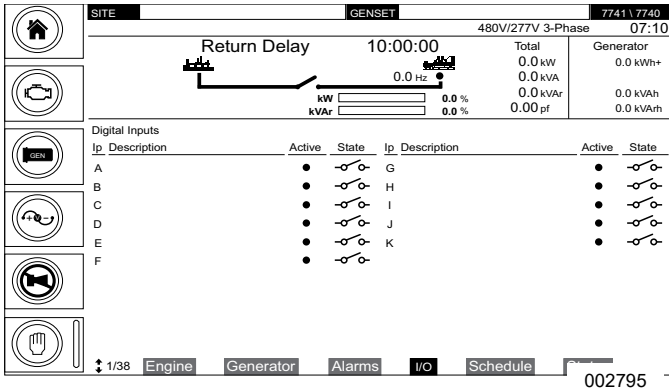 SITE GENSET 7741 \ 7740
480V/277V 3-Phase 07:10
Return Delay 10:00:00 Total Generator
0.0 kW 0.0 kWh+
0.0 Hz 0.0 kVA
kW 0.0 % 0.0 kVAr 0.0 kVAh
kVAr 0.0 % 0.00 pf 0.0 kVArh
Digital Inputs
Ip Description Active State Ip Description Active State
GEN
A G
B H
C I
D J
E K
F
V
1/38 Engine Generator Alarms I/O Schedule
002795